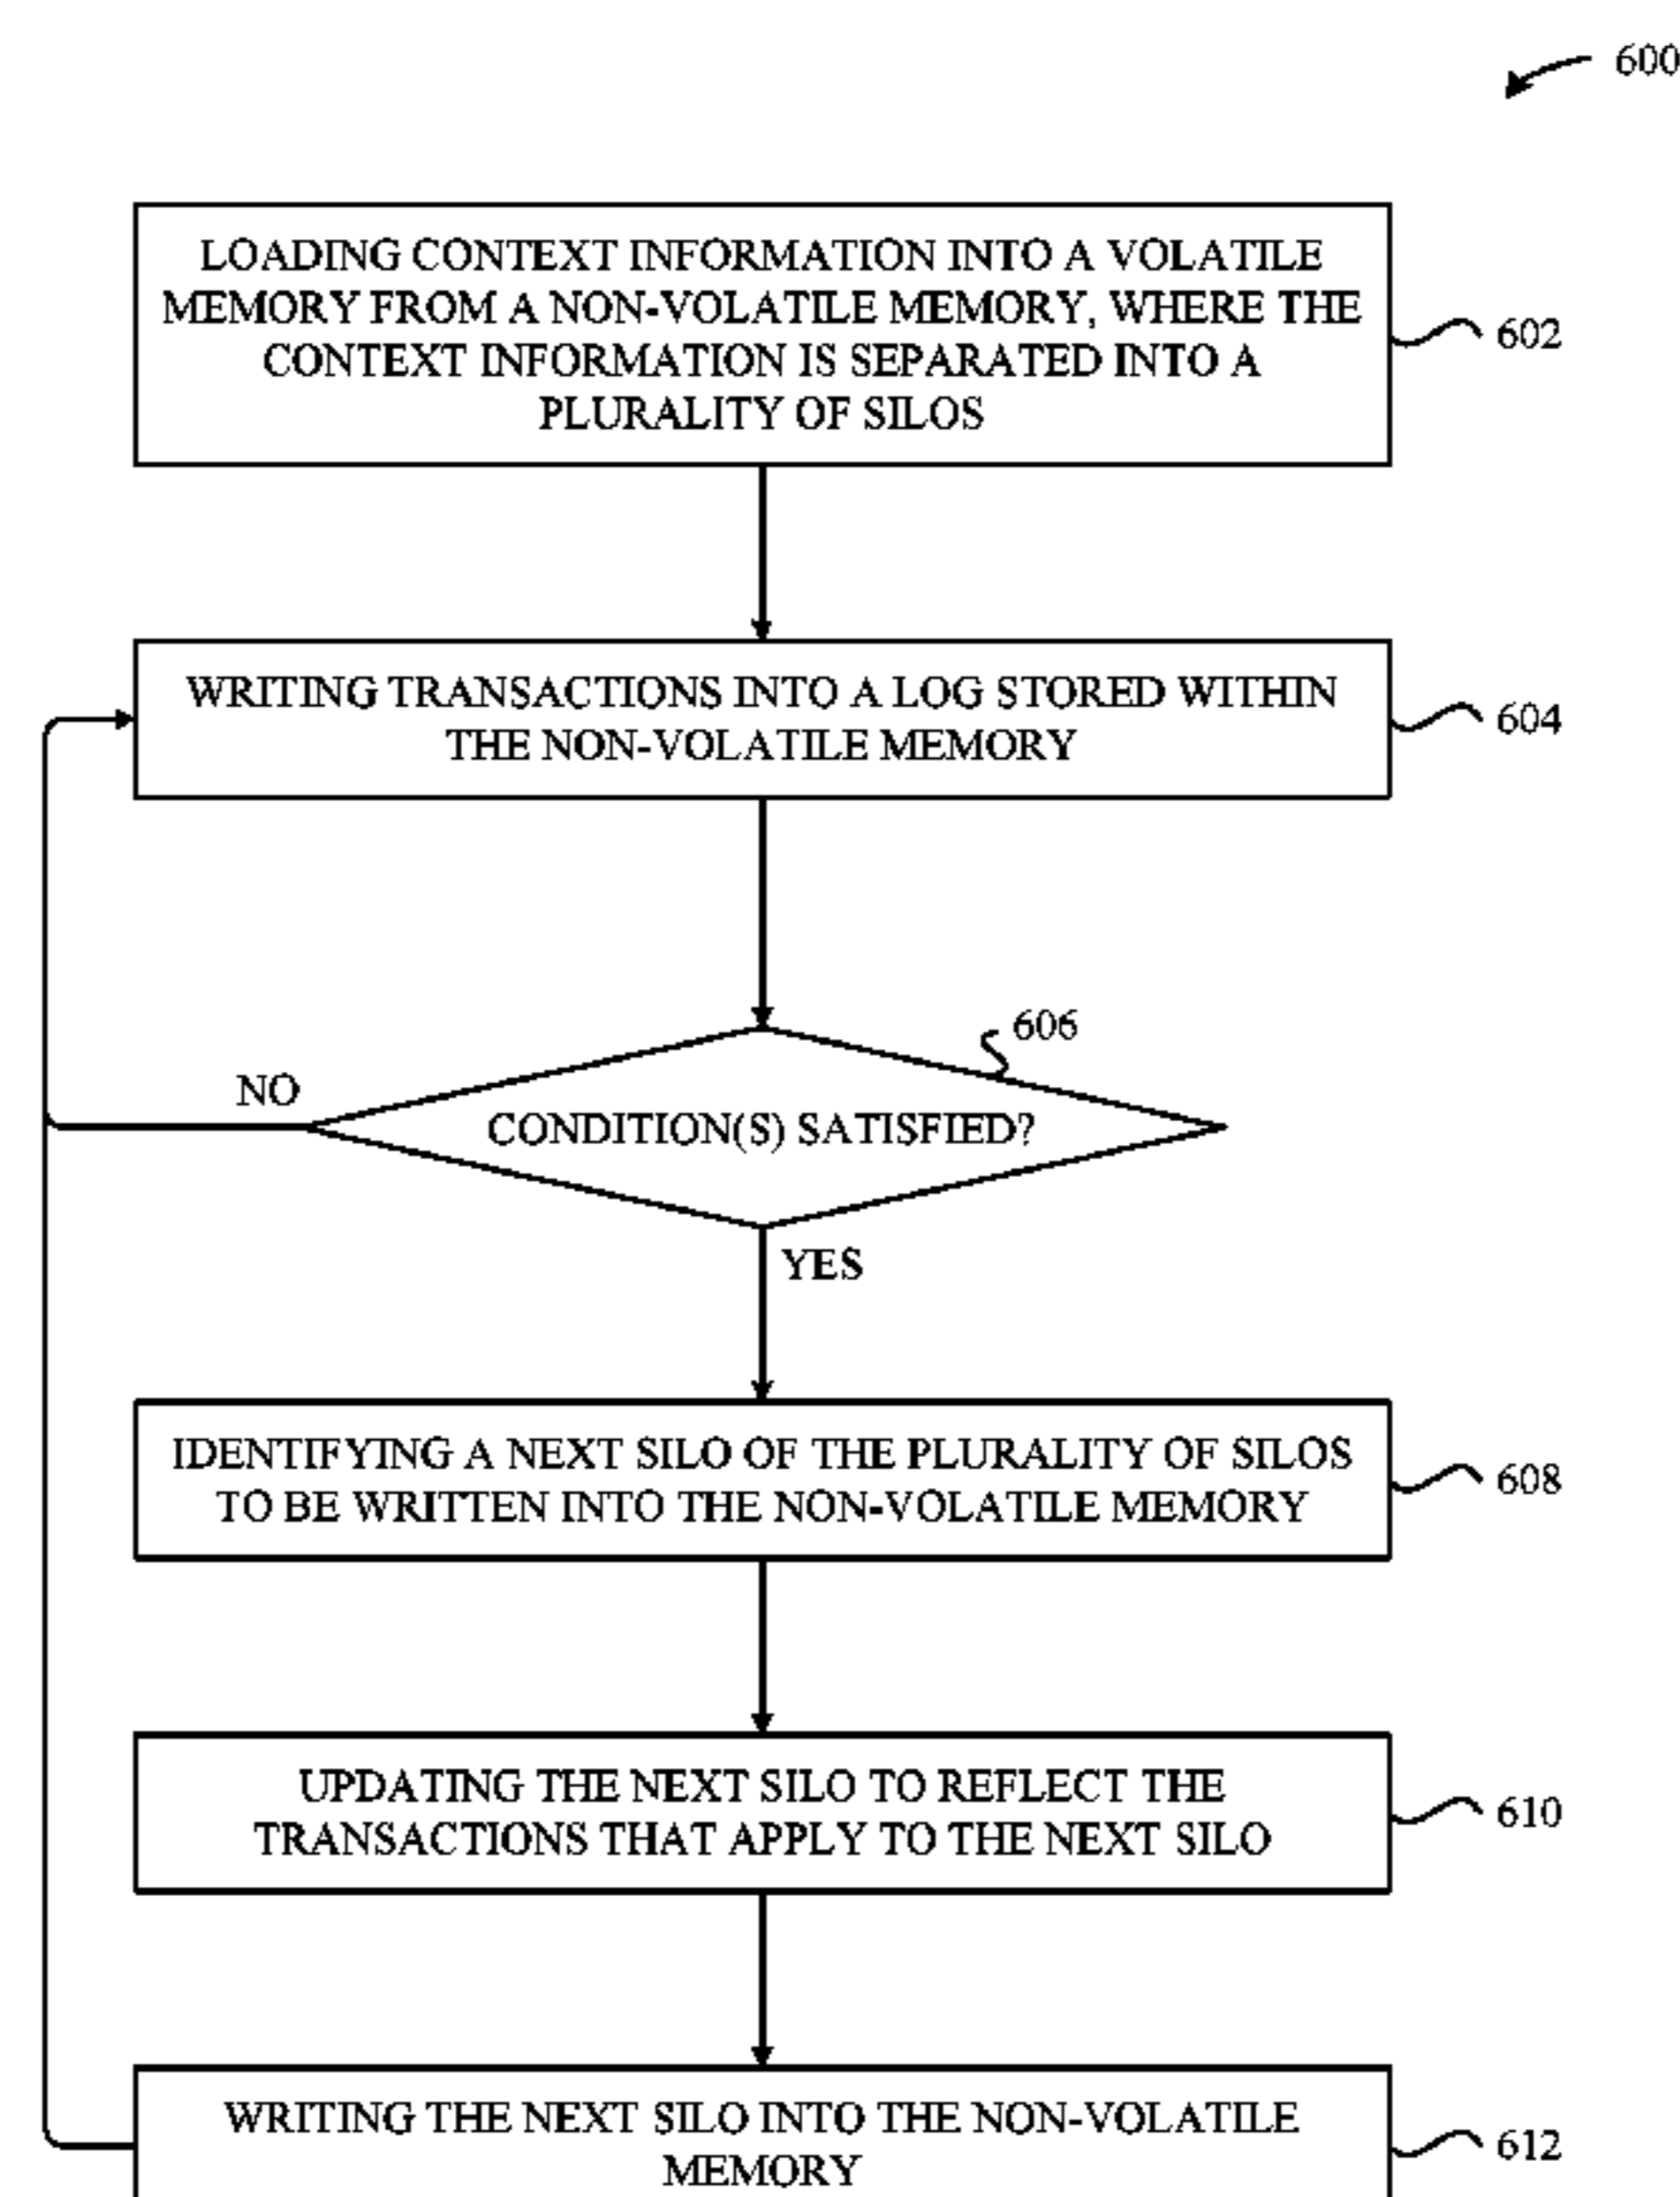 600
LOADING CONTEXT INFORMATION INTO A VOLATILE
MEMORY FROM A NON-VOLATILE MEMORY, WHERE THE
CONTEXT INFORMATION IS SEPARATED INTO A
PLURALITY OF SILOS
602
WRITING TRANSACTIONS INTO A LOG STORED WITHIN
THE NON-VOLATILE MEMORY
604
606
NO
CONDITION(S) SATISFIED?
YES
IDENTIFYING A NEXT SILO OF THE PLURALITY OF SILOS
TO BE WRITTEN INTO THE NON-VOLATILE MEMORY
608
UPDATING THE NEXT SILO TO REFLECT THE
TRANSACTIONS THAT APPLY TO THE NEXT SILO
610
WRITING THE NEXT SILO INTO THE NON-VOLATILE
MEMORY
612